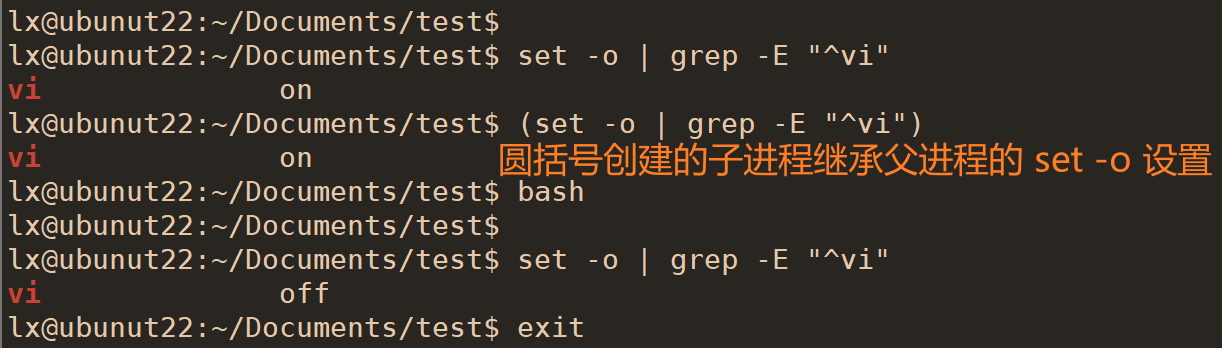 lx@ubunut22:~/Documents/test$
lx@ubunut22:~/Documents/test$ set -o | grep -E "^vi"
vi on
lx@ubunut22:~/Documents/test$ (set -o | grep -E "^vi")
vi on 圆括号创建的子进程继承父进程的 set -o 设置
lx@ubunut22:~/Documents/test$ bash
lx@ubunut22:~/Documents/test$
lx@ubunut22:~/Documents/test$ set -o | grep -E "^vi"
vi off
lx@ubunut22:~/Documents/test$ exit